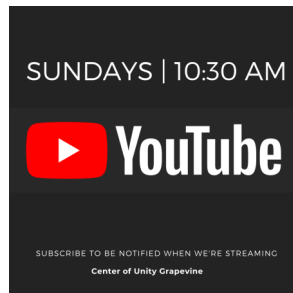 SUNDAYS | 10:30 AM
YouTube
SUBSCRIBE TO BE NOTIFIED WHEN WE'RE STREAMING
Center of Unity Grapevine